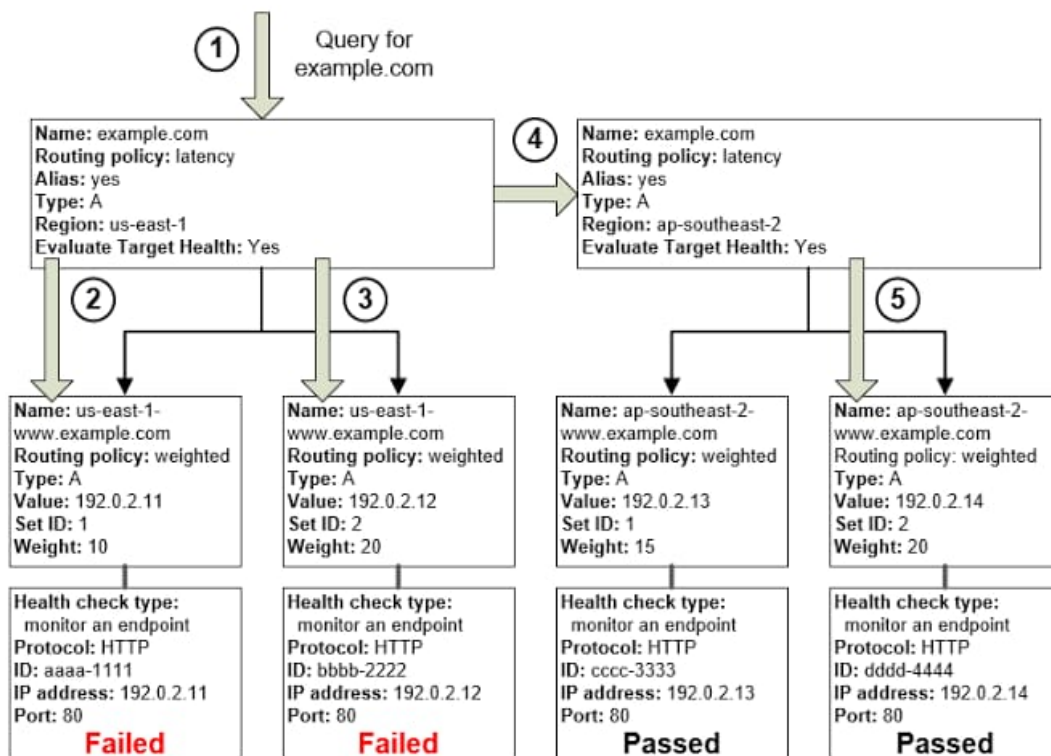 1
Query for
example.com
Name: example.com
Routing policy: latency
Alias: yes
Type: A
Region: us-east-1
Evaluate Target Health: Yes
4
Name: example.com
Routing policy: latency
Alias: yes
Type: A
Region: ap-southeast-2
Evaluate Target Health: Yes
2
3
5
Name: us-east-1-
www.example.com
Routing policy: weighted
Type: A
Value: 192.0.2.11
Set ID: 1
Weight: 10
Name: us-east-1-
www.example.com
Routing policy: weighted
Type: A
Value: 192.0.2.12
Set ID: 2
Weight: 20
Name: ap-southeast-2-
www.example.com
Routing policy: weighted
Type: A
Value: 192.0.2.13
Set ID: 1
Weight: 15
Name: ap-southeast-2-
www.example.com
Routing policy: weighted
Type: A
Value: 192.0.2.14
Set ID: 2
Weight: 20
Health check type:
monitor an endpoint
Protocol: HTTP
ID: aaaa-1111
IP address: 192.0.2.11
Port: 80
Failed
Health check type:
monitor an endpoint
Protocol: HTTP
ID: bbbb-2222
IP address: 192.0.2.12
Port: 80
Failed
Health check type:
monitor an endpoint
Protocol: HTTP
ID: cccc-3333
IP address: 192.0.2.13
Port: 80
Passed
Health check type:
monitor an endpoint
Protocol: HTTP
ID: dddd-4444
IP address: 192.0.2.14
Port: 80
Passed